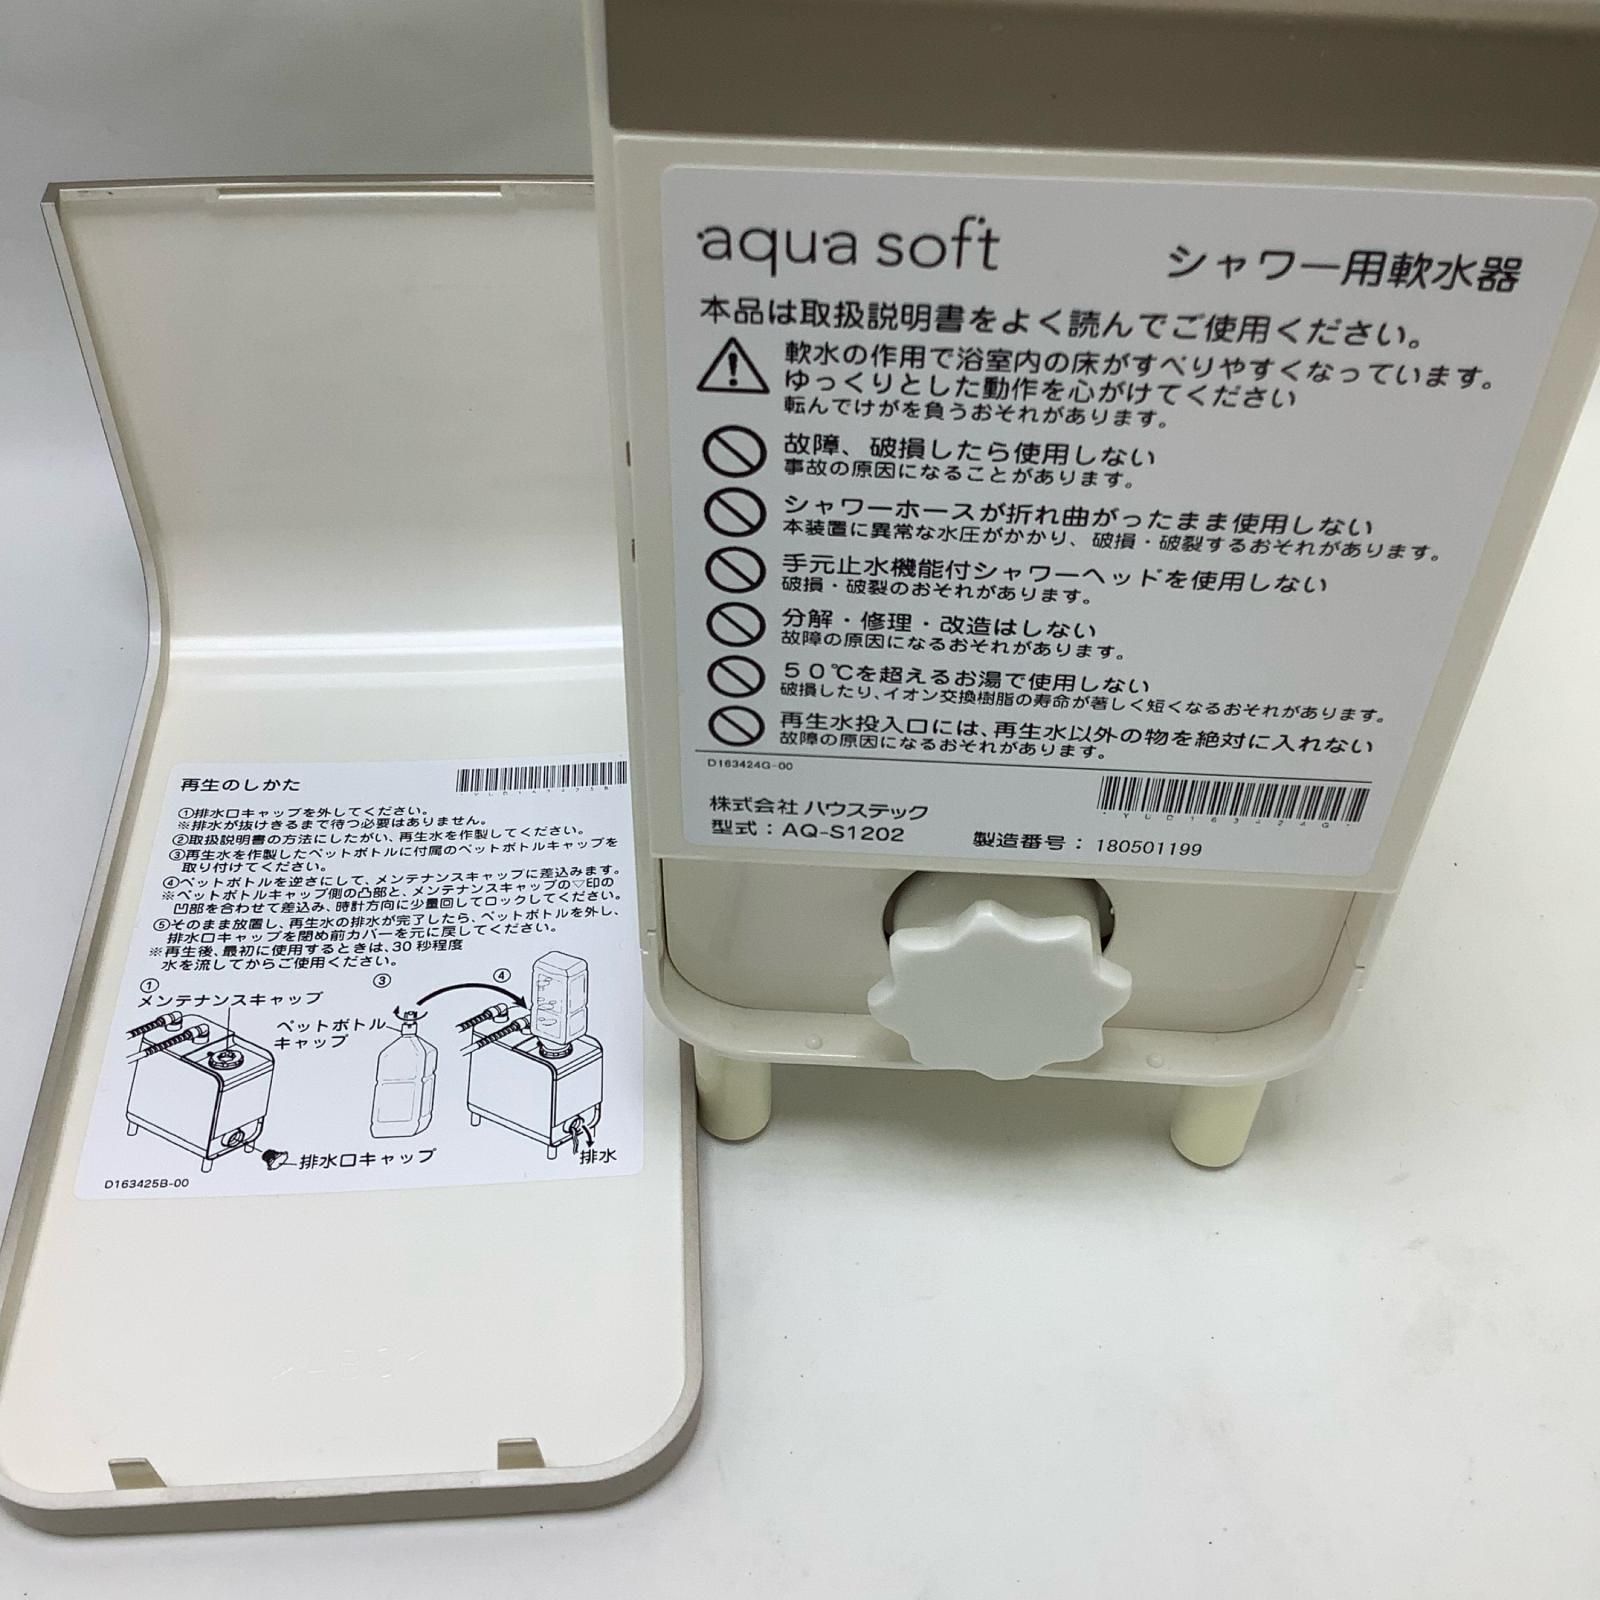 aqua soft
シャワー用軟水器
本品は取扱説明書をよく読んでご使用ください。
軟水の作用で浴室内の床がすべりやすくなっています。
ゆっくりとした動作を心がけてください
転んでけがを負うおそれがあります。
故障、破損したら使用しない
事故の原因になることがあります。
シャワーホースが折れ曲がったまま使用しない
本装置に異常な水圧がかかり、破損・破裂するおそれがあります。
手元止水機能付シャワーヘッドを使用しない
破損・破裂のおそれがあります。
分解・修理・改造はしない
故障の原因になるおそれがあります。
50℃を超えるお湯で使用しない
破損したり、イオン交換樹脂の寿命が著しく短くなるおそれがあります。
再生水投入口には、再生水以外の物を絶対に入れない
故障の原因になるおそれがあります。
D163424G-00
*YUD163424G*
株式会社 ハウステック
型式：AQ-S1202
製造番号：180501199
再生のしかた
①排水口キャップを外してください。
※排水が抜けきるまで待つ必要はありません。
②取扱説明書の方法にしたがい、再生水を作製してください。
③再生水を作製したペットボトルに付属のペットボトルキャップを
取り付けてください。
④ペットボトルを逆さにして、メンテナンスキャップに差込みます。
※ペットボトルキャップ側の凸部と、メンテナンスキャップの▽印の
凹部を合わせて差込み、時計方向に少量回してロックしてください。
⑤そのまま放置し、再生水の排水が完了したら、ペットボトルを外し、
排水口キャップを閉め前カバーを元に戻してください。
※再生後、最初に使用するときは、30秒程度
水を流してからご使用ください。
①
メンテナンスキャップ
③
ペットボトル
キャップ
④
排水口キャップ
排水
D163425B-00